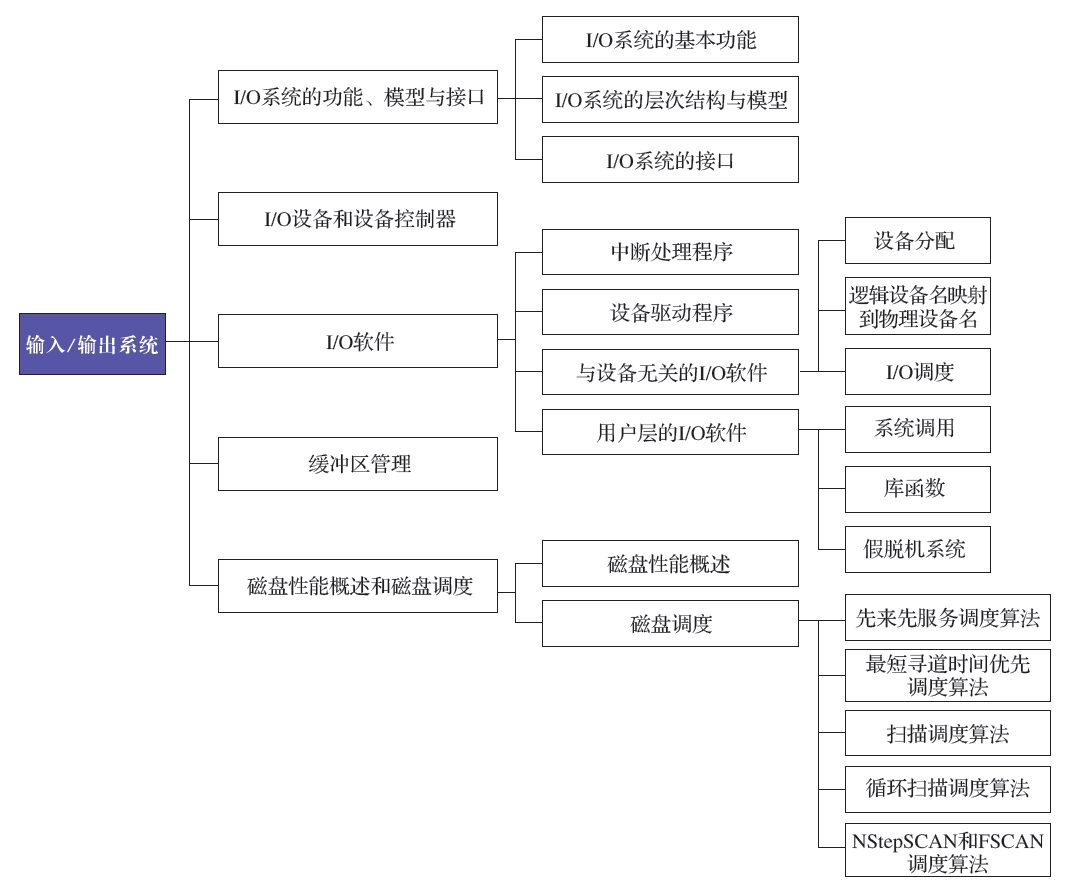 输入/输出系统
I/O系统的功能、模型与接口
I/O系统的基本功能
I/O系统的层次结构与模型
I/O系统的接口
I/O设备和设备控制器
I/O软件
中断处理程序
设备驱动程序
与设备无关的I/O软件
设备分配
逻辑设备名映射
到物理设备名
I/O调度
用户层的I/O软件
系统调用
库函数
假脱机系统
缓冲区管理
磁盘性能概述和磁盘调度
磁盘性能概述
磁盘调度
先来先服务调度算法
最短寻道时间优先
调度算法
扫描调度算法
循环扫描调度算法
NStepSCAN和FSCAN
调度算法